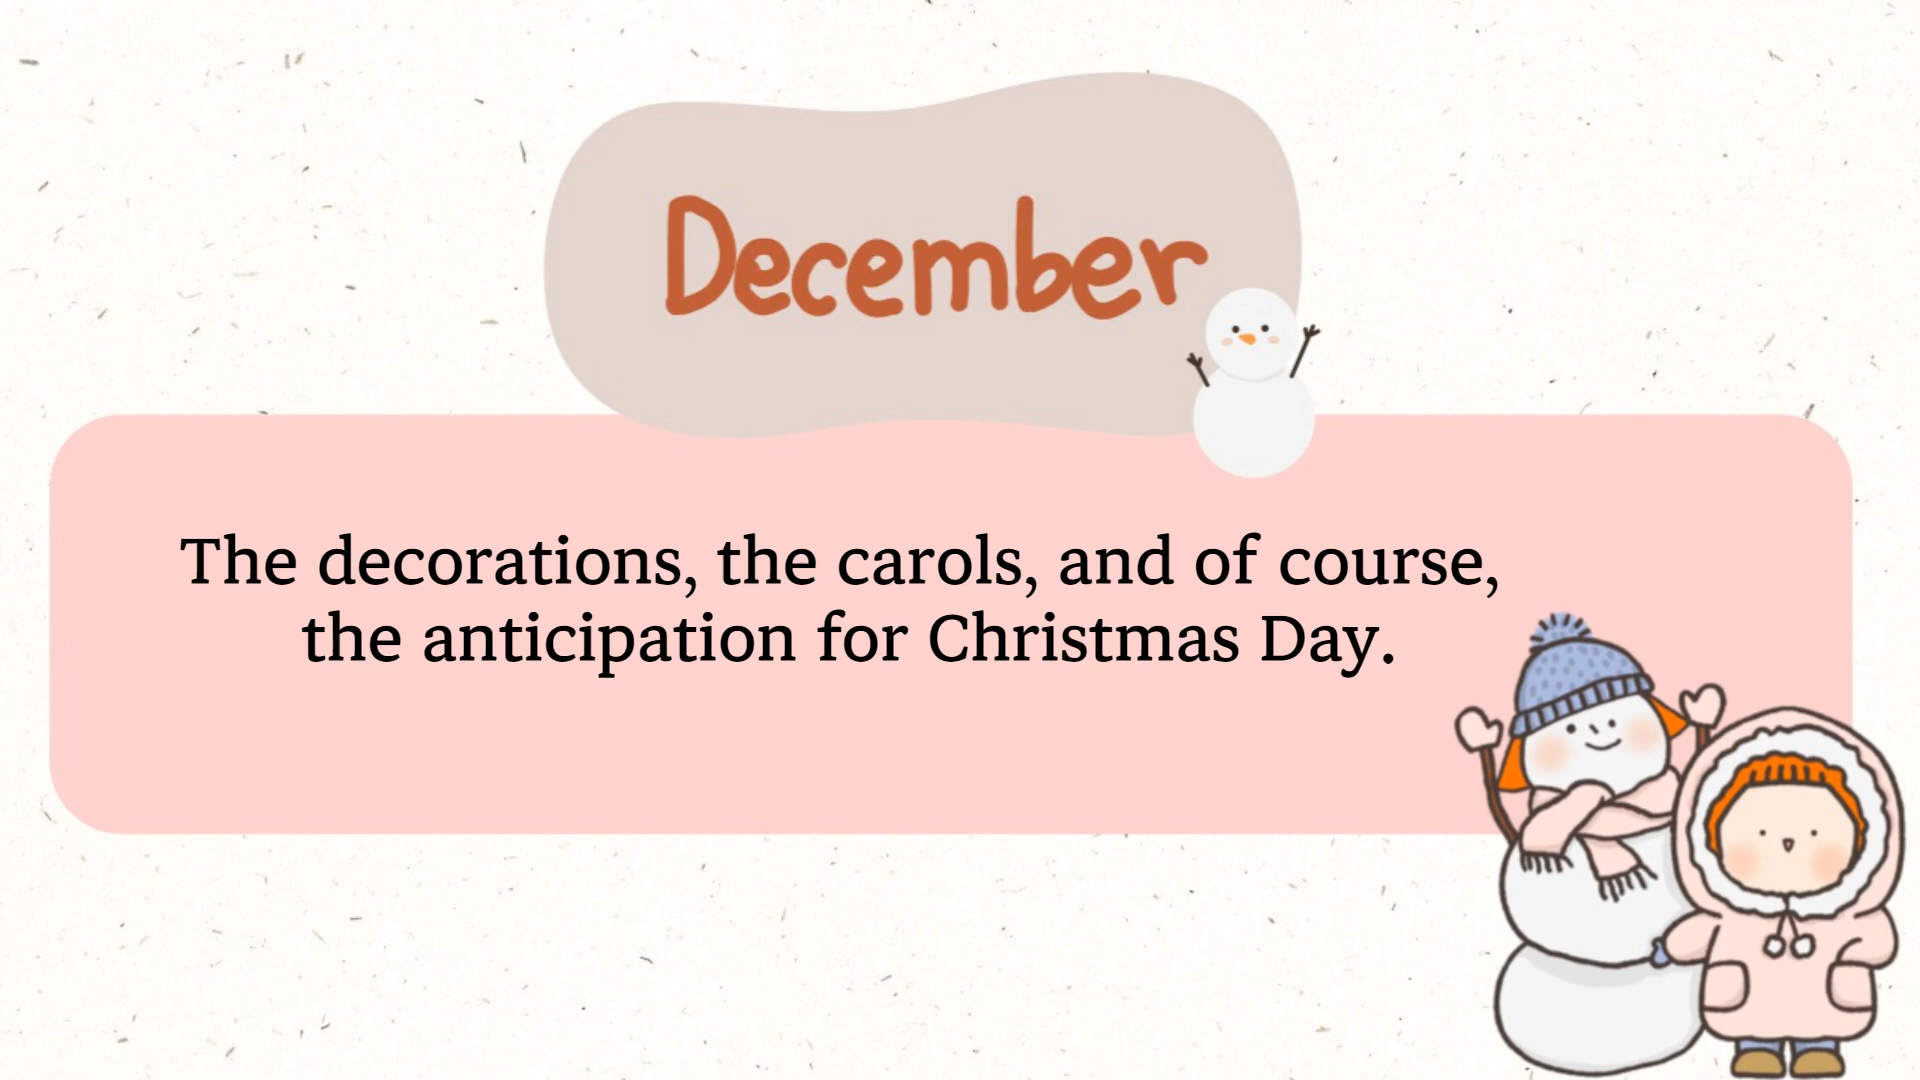 December
The decorations, the carols, and of course,
the anticipation for Christmas Day.